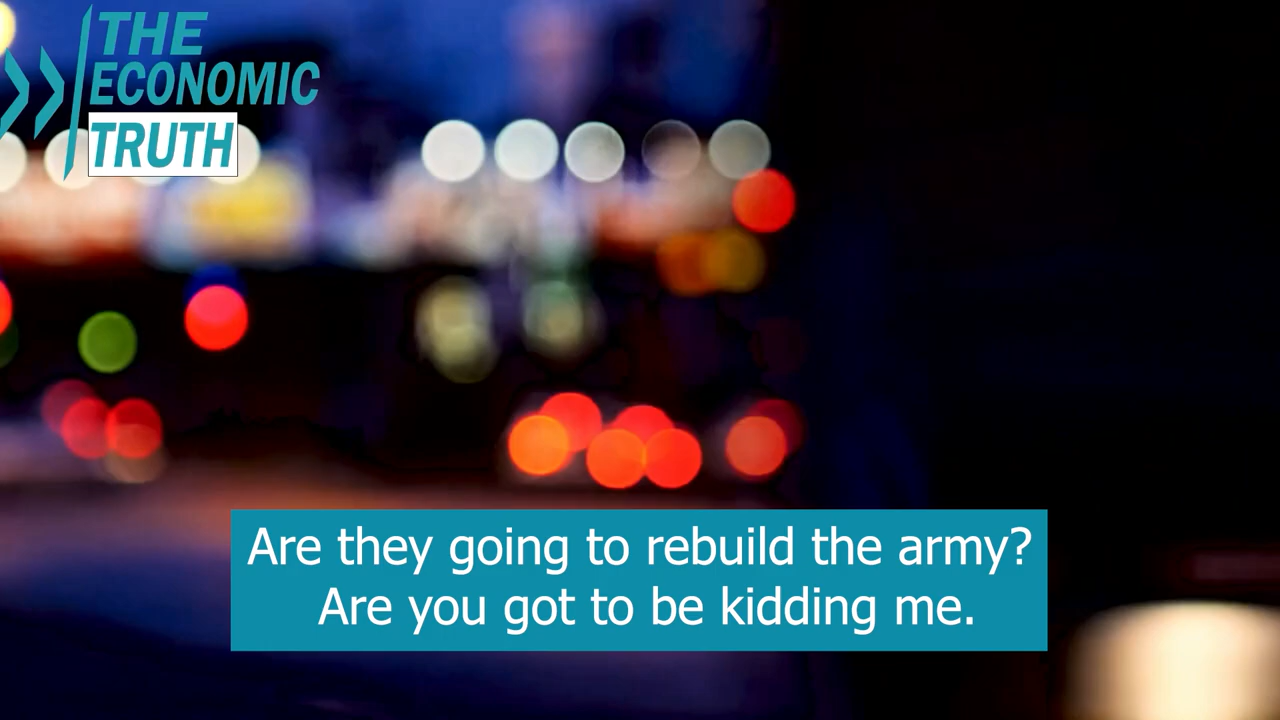 THE
ECONOMIC
TRUTH
Are they going to rebuild the army?
Are you got to be kidding me.